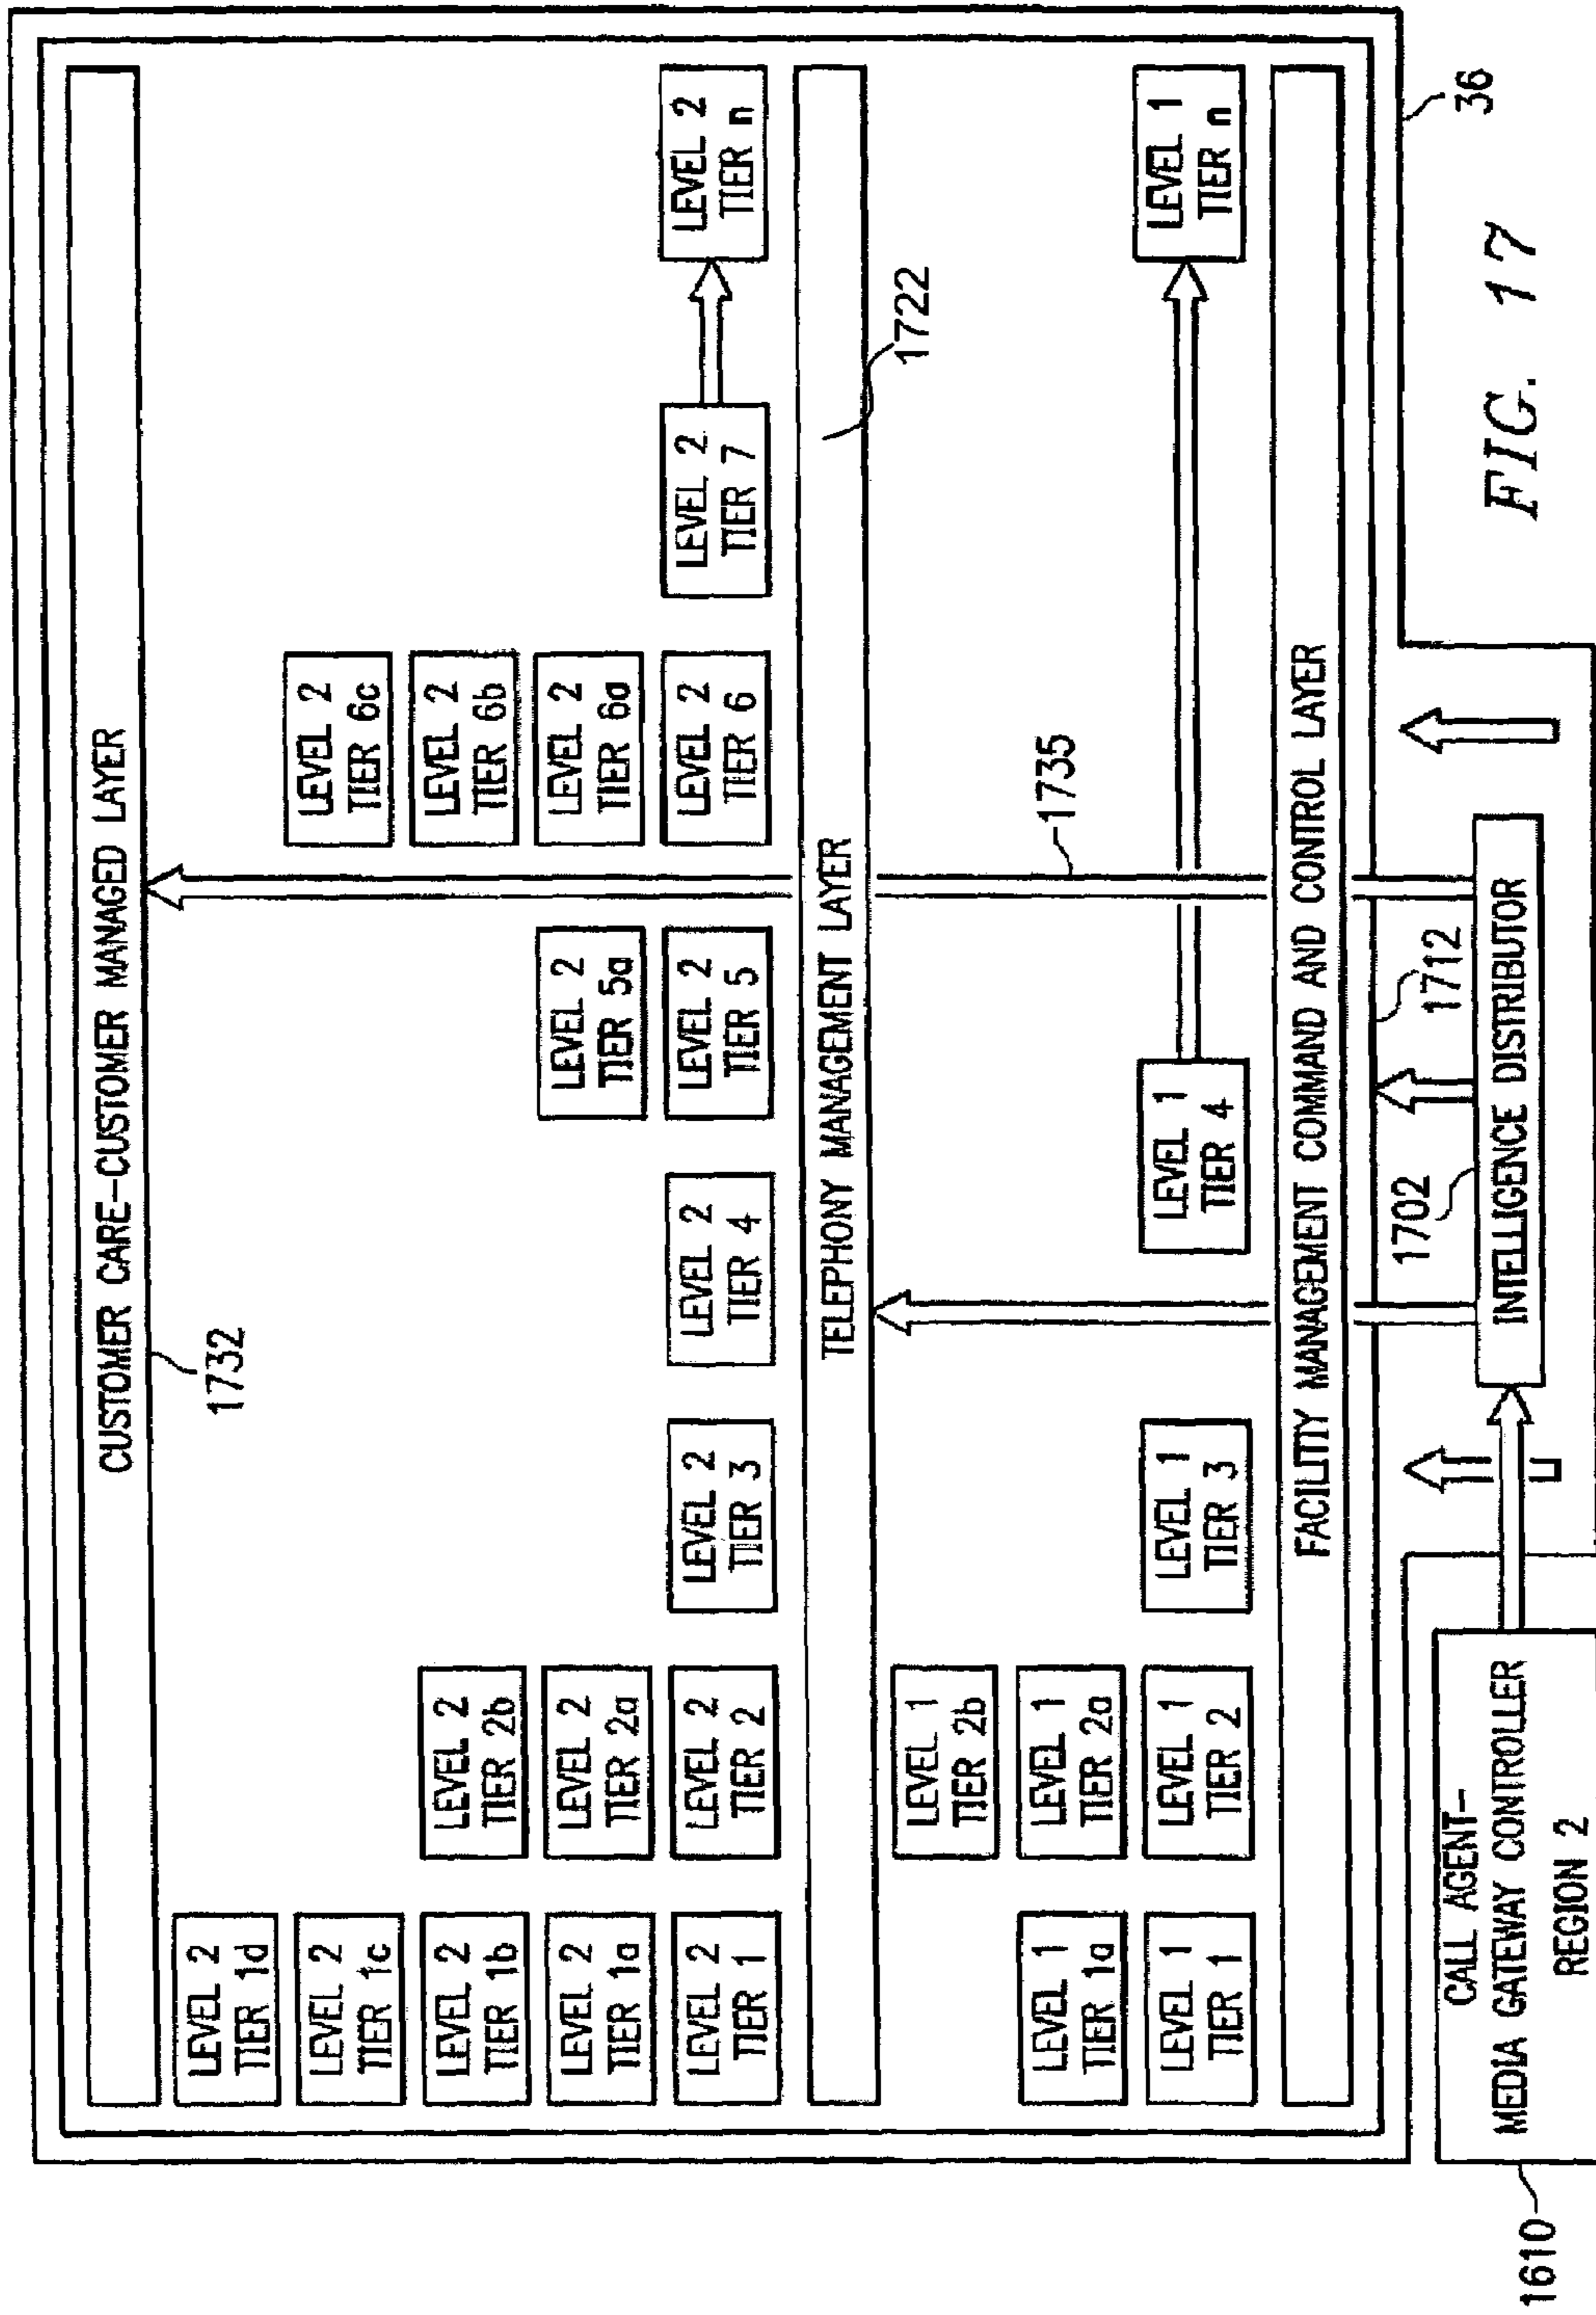 CUSTOMER CARE-CUSTOMER MANAGED LAYER
1732
LEVEL 2
TIER 1d
LEVEL 2
TIER 1c
LEVEL 2
TIER 6c
LEVEL 2
TIER 1b
LEVEL 2
TIER 2b
LEVEL 2
TIER 6b
LEVEL 2
TIER 1a
LEVEL 2
TIER 2a
LEVEL 2
TIER 5a
LEVEL 2
TIER 6a
LEVEL 2
TIER 1
LEVEL 2
TIER 2
LEVEL 2
TIER 3
LEVEL 2
TIER 4
LEVEL 2
TIER 5
LEVEL 2
TIER 6
LEVEL 2
TIER 7
LEVEL 2
TIER n
TELEPHONY MANAGEMENT LAYER
1722
LEVEL 1
TIER 2b
1735
LEVEL 1
TIER 1a
LEVEL 1
TIER 2a
LEVEL 1
TIER 1
LEVEL 1
TIER 2
LEVEL 1
TIER 3
LEVEL 1
TIER 4
LEVEL 1
TIER n
FACILITIY MANAGEMENT COMMAND AND CONTROL LAYER
1702
1712
36
INTELLIGENCE DISTRIBUTOR
CALL AGENT-
MEDIA GATEWAY CONTROLLER
REGION 2
1610
FIG. 17